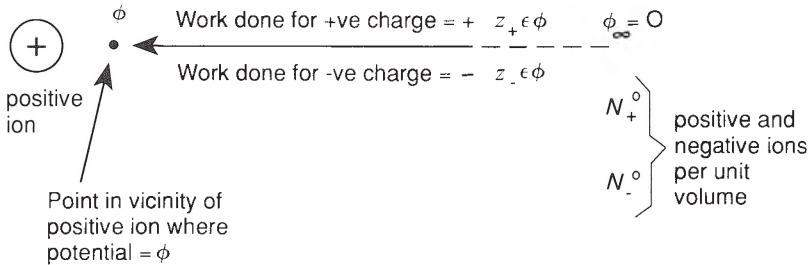 ϕ
Work done for +ve charge = + z₊ϵϕ
ϕ∞ = O
+
Work done for -ve charge = − z₋ϵϕ
positive
ion
N₊°
N₋°
positive and
negative ions
per unit
volume
Point in vicinity of
positive ion where
potential = ϕ